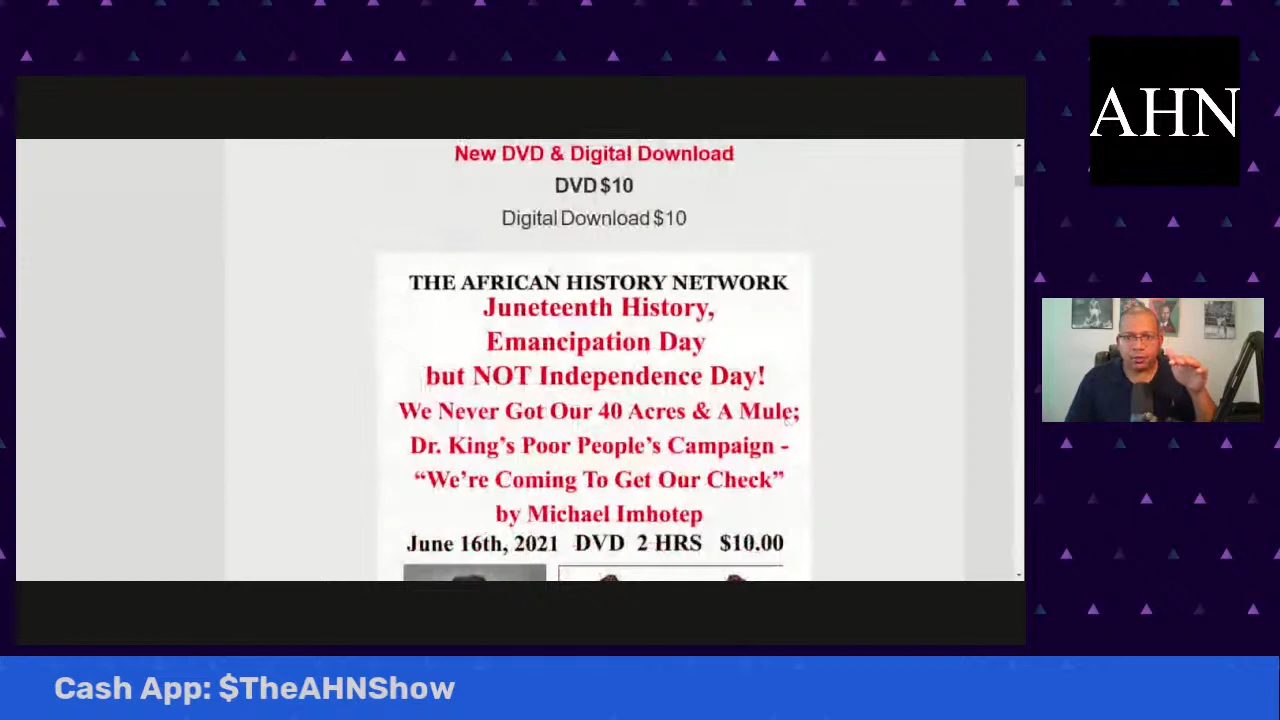 New DVD & Digital Download
DVD $10
Digital Download $10
THE AFRICAN HISTORY NETWORK
Juneteenth History,
Emancipation Day
but NOT Independence Day!
We Never Got Our 40 Acres & A Mule;
Dr. King's Poor People's Campaign -
“We're Coming To Get Our Check”
by Michael Imhotep
June 16th, 2021 DVD 2 HRS $10.00
AHN
Cash App: $TheAHNShow